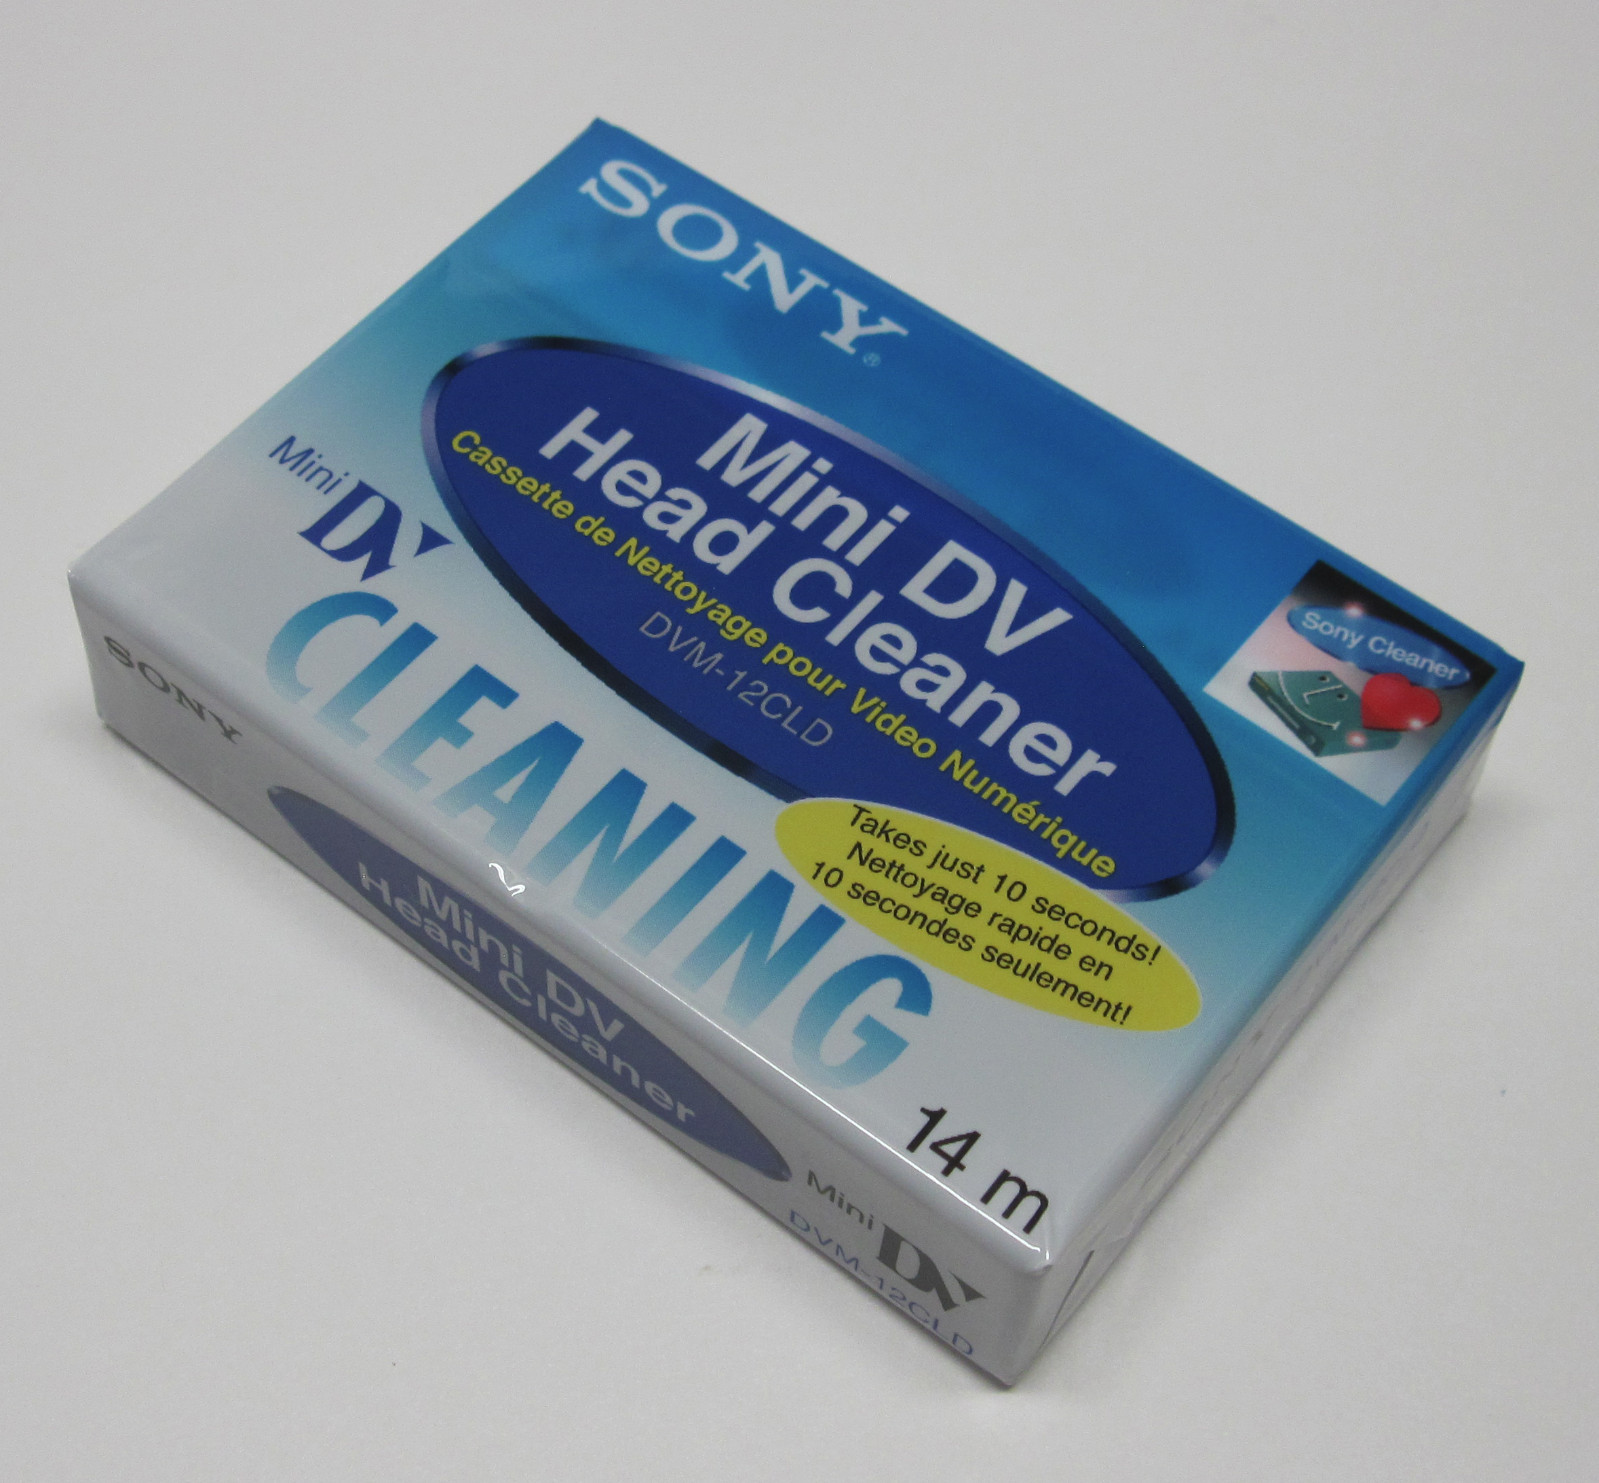 SONY®
Mini DV
Head Cleaner
Cassette de Nettoyage pour Video Numérique
DVM-12CLD
Sony Cleaner
Mini
DV
CLEANING
Takes just 10 seconds!
Nettoyage rapide en
10 secondes seulement!
14 m
SONY
Mini DV
Head Cleaner
Mini
DV
DVM-12CLD